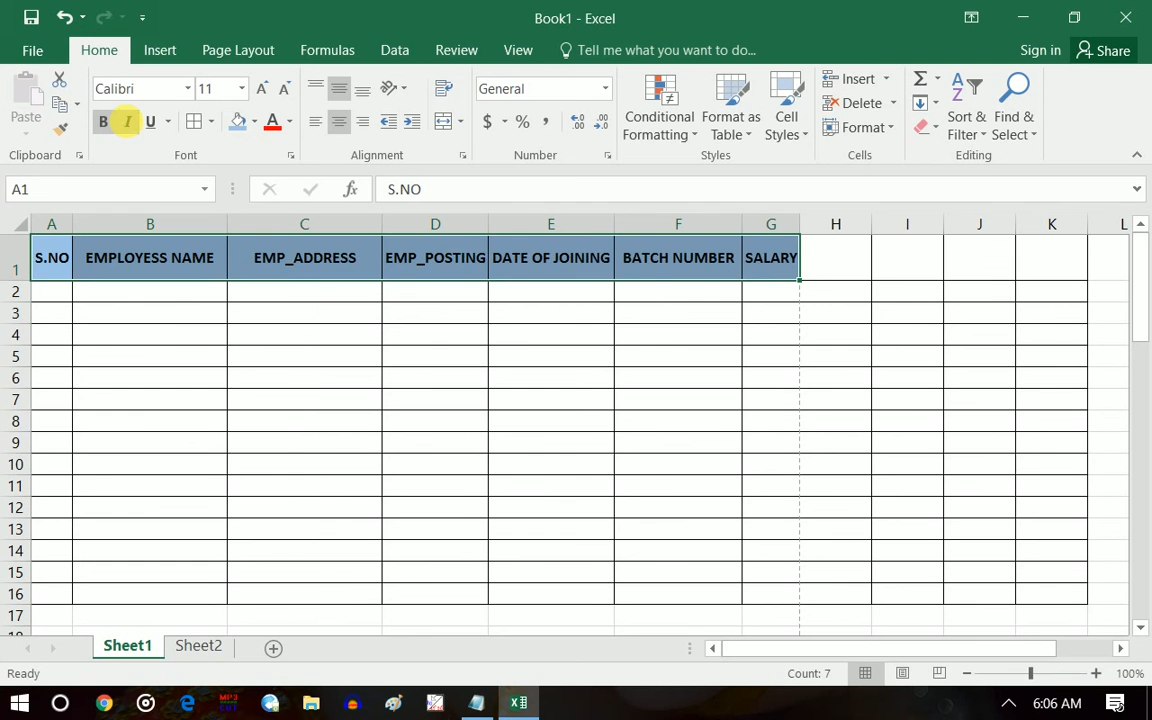 Book1 - Excel
File Home Insert Page Layout Formulas Data Review View Tell me what you want to do... Sign in Share
Paste Calibri 11 B I U A A A General $ % , Conditional Formatting Format as Table Cell Styles Insert Delete Format Σ A Z Sort & Filter Find & Select
Clipboard Font Alignment Number Styles Cells Editing
A1 fx S.NO
A B C D E F G H I J K L
1 S.NO EMPLOYESS NAME EMP_ADDRESS EMP_POSTING DATE OF JOINING BATCH NUMBER SALARY
2
3
4
5
6
7
8
9
10
11
12
13
14
15
16
17
18
Sheet1 Sheet2
Ready Count: 7 100%
6:06 AM